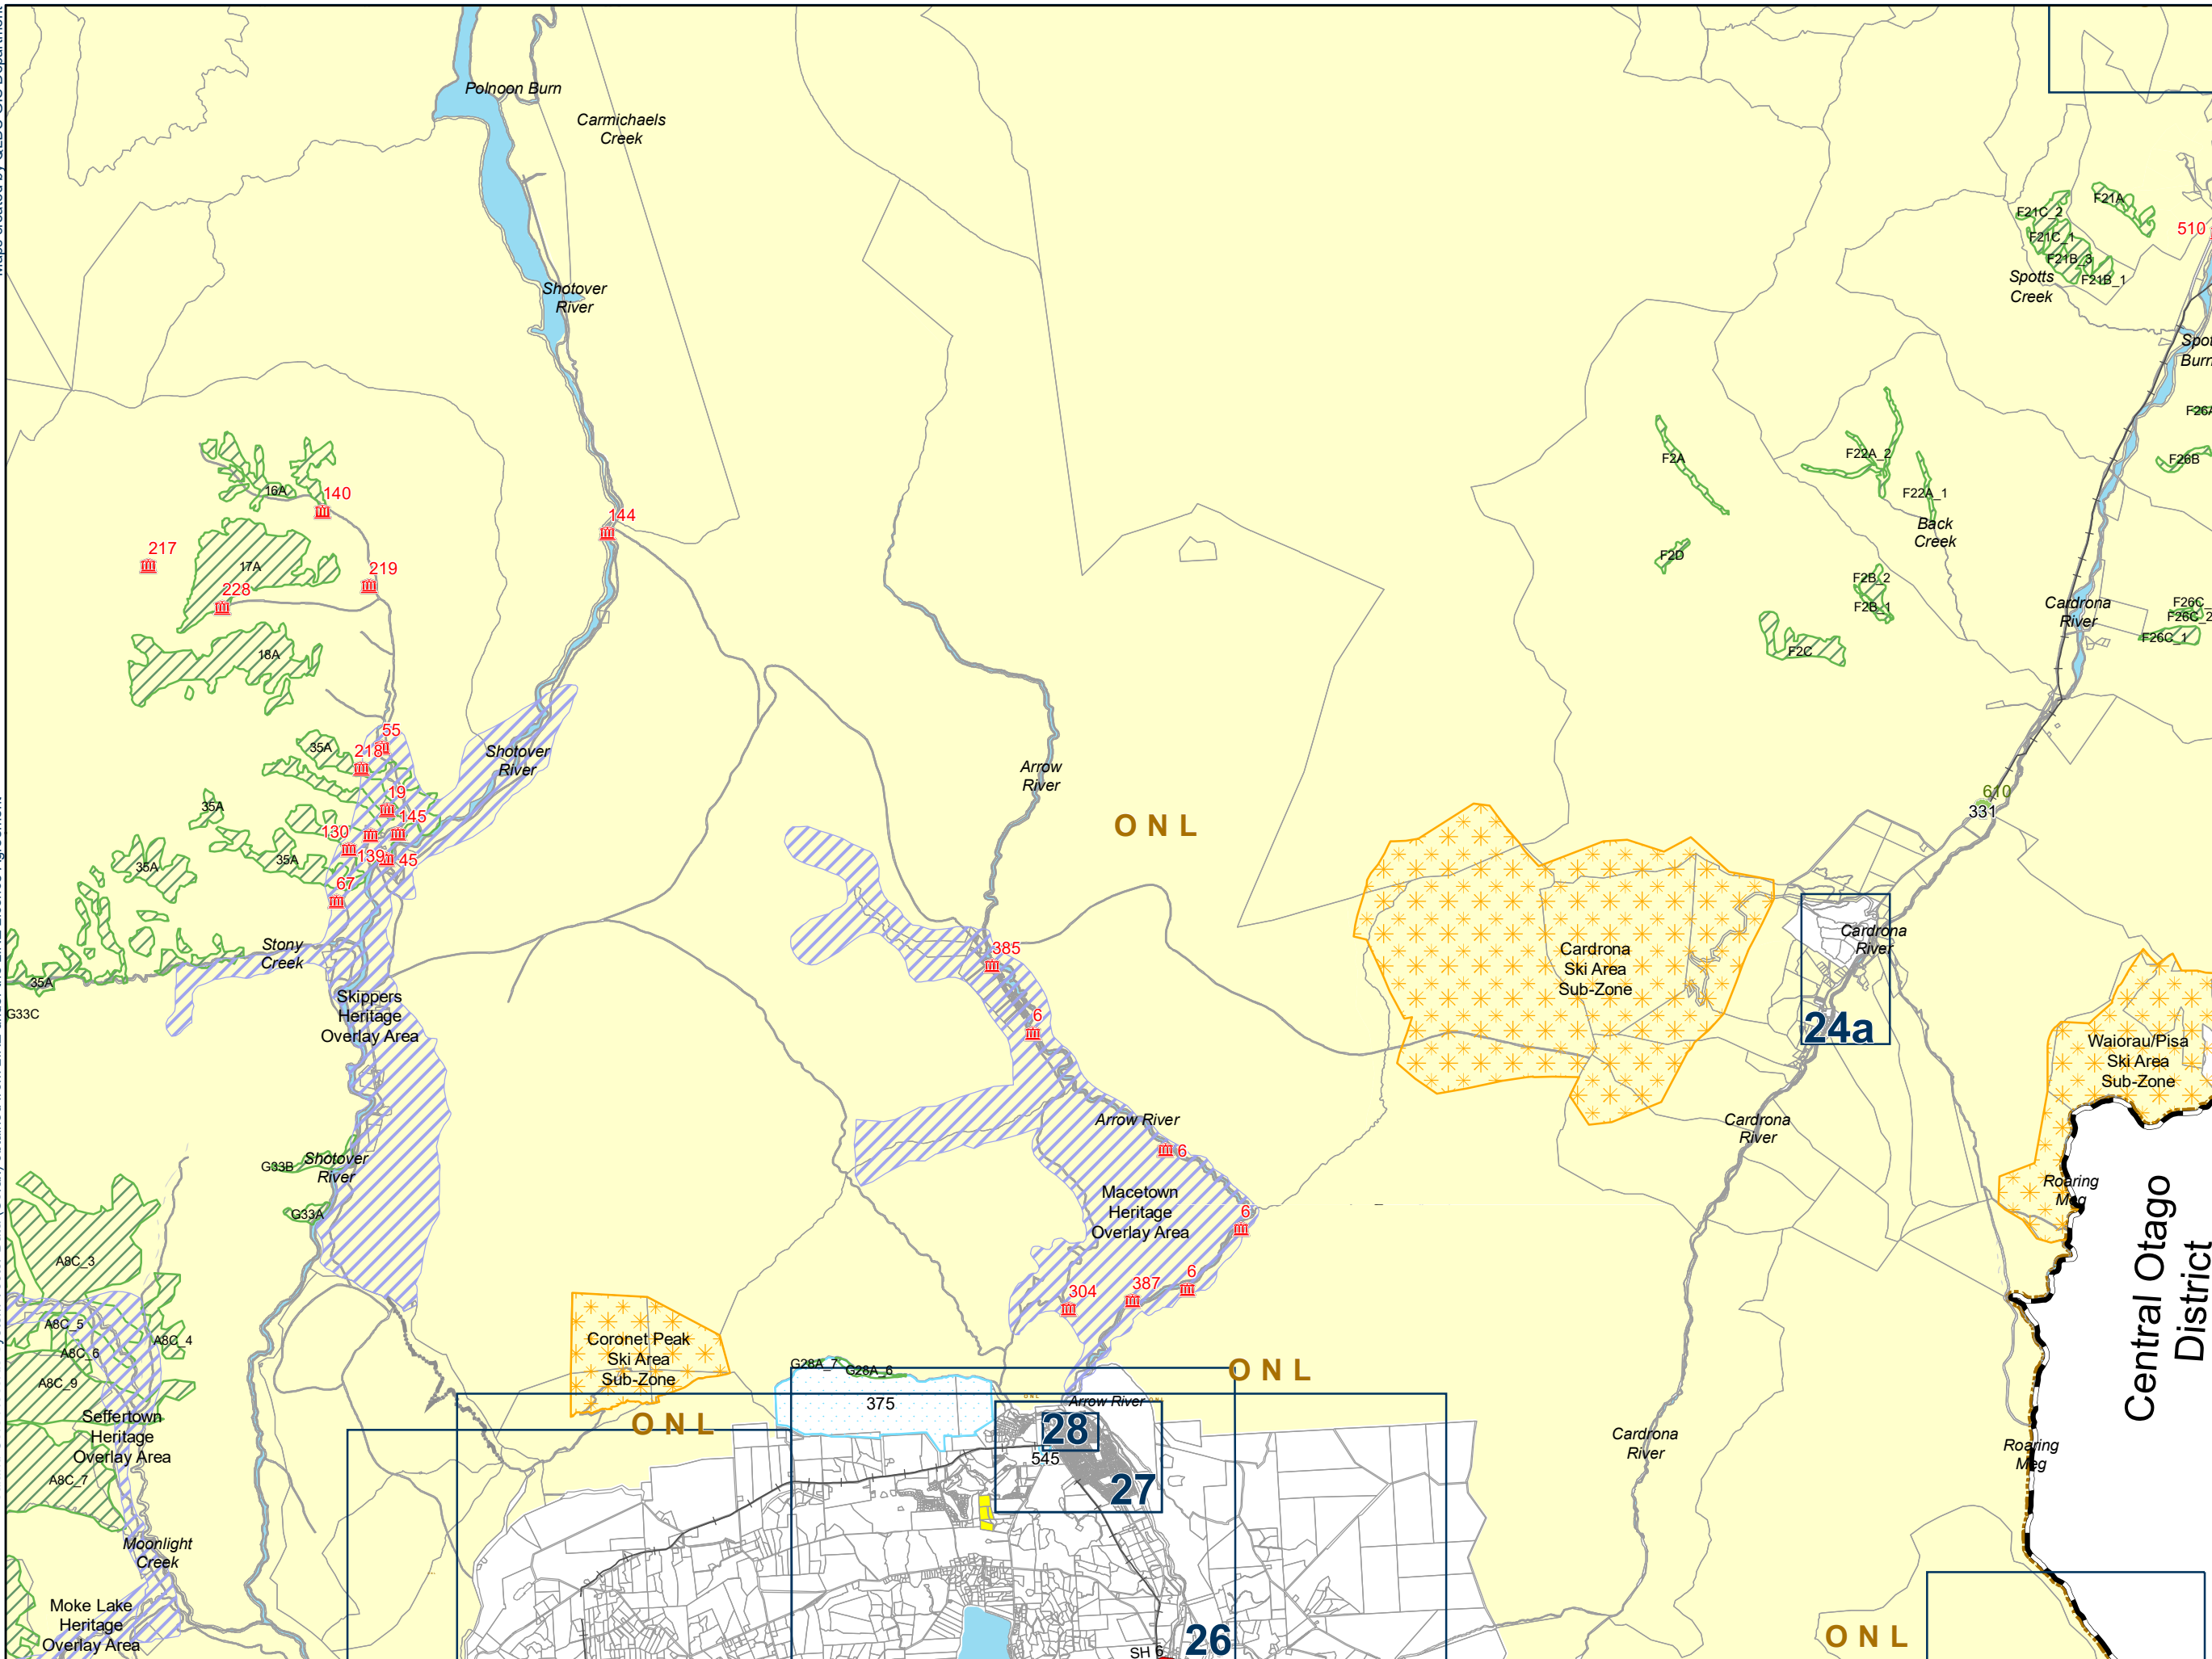 Polnoon Burn
Carmichaels
Creek
Shotover
River
F21A
F21C_2
F21C_1
F21B_3
F21B_1
Spotts
Creek
510
F2A
F22A_2
F22A_1
Back
Creek
F26B
F2D
F2B_2
F2B_1
F2C
Cardrona
River
F26C_2
F26C_1
16A
140
144
217
17A
219
228
18A
55
35A
218
Shotover
River
19
35A
145
130
139
45
35A
35A
67
Arrow
River
ONL
610
331
Stony
Creek
35A
G33C
Skippers
Heritage
Overlay Area
385
6
Cardrona
Ski Area
Sub-Zone
Cardrona
River
24a
Waiorau/Pisa
Ski Area
Sub-Zone
Arrow River
6
Cardrona
River
G33B
Shotover
River
G33A
Macetown
Heritage
Overlay Area
6
Roaring
Meg
Central Otago
District
A8C_3
6
387
304
A8C_5
A8C_4
A8C_6
A8C_9
Coronet Peak
Ski Area
Sub-Zone
G28A_7
G28A_6
ONL
375
Arrow River
ONL
Seffertown
Heritage
Overlay Area
28
545
27
A8C_7
Cardrona
River
Roaring
Meg
Moonlight
Creek
Moke Lake
Heritage
Overlay Area
26
SH 6
ONL